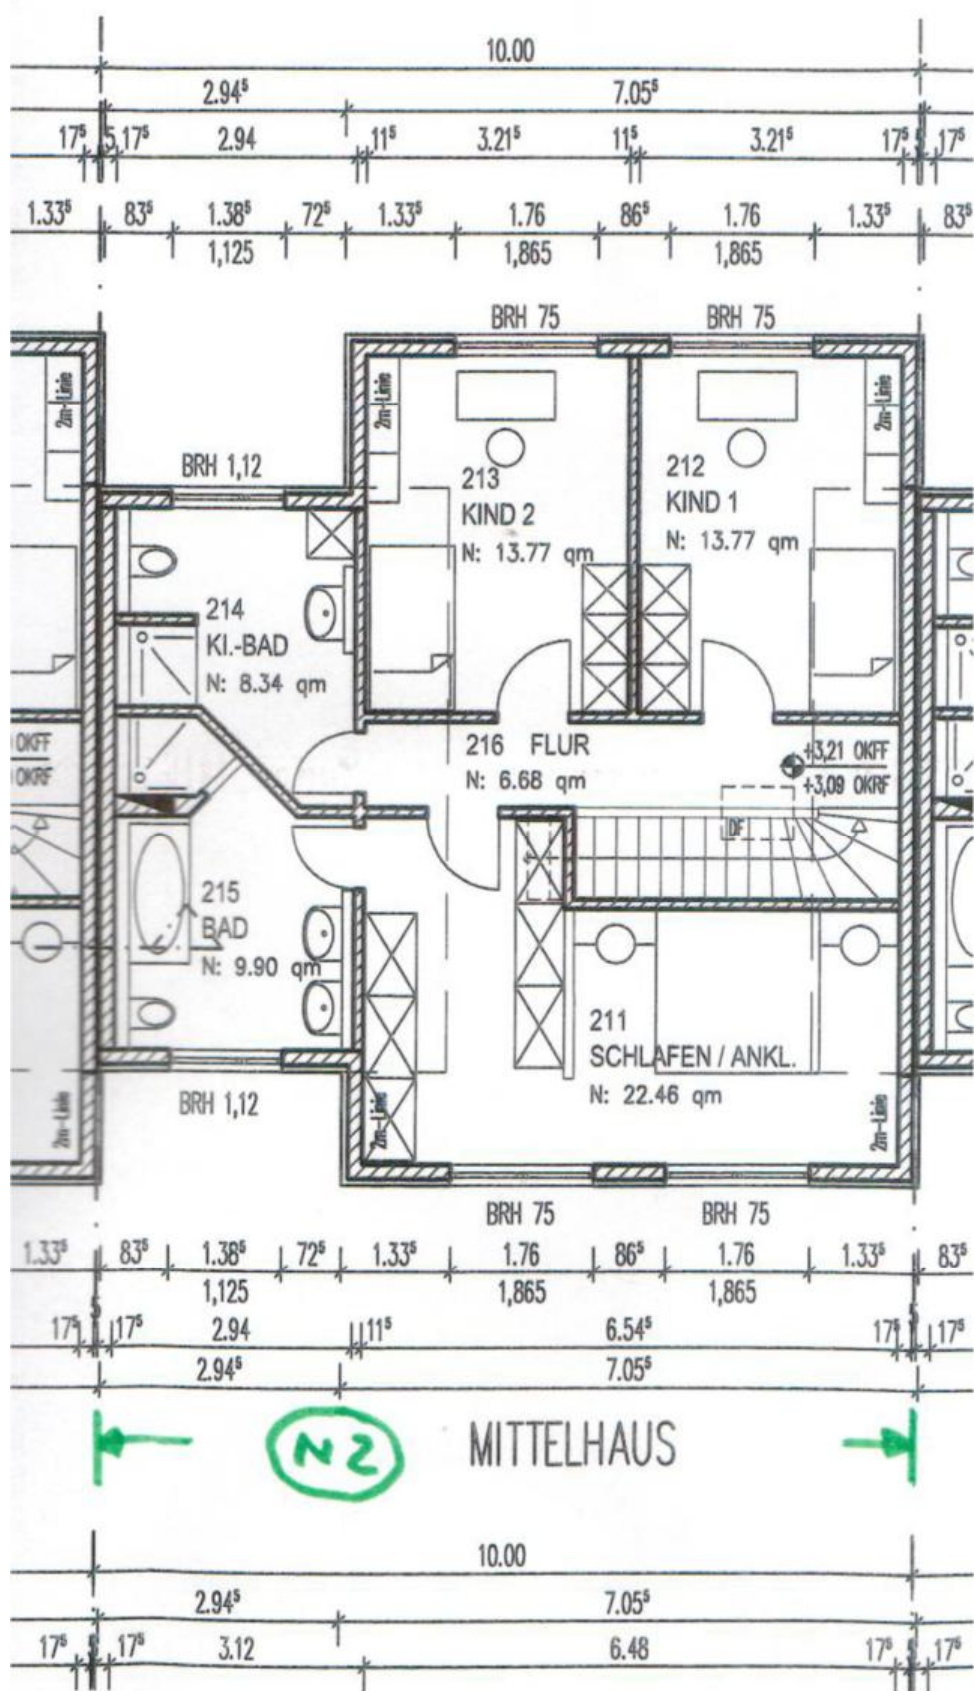 10.00
2.94⁵ 7.05⁵
17⁵ 5 17⁵ 2.94 11⁵ 3.21⁵ 11⁵ 3.21⁵ 17⁵ 5 17⁵
1.33⁵ 83⁵ 1.38⁵ 72⁵ 1.33⁵ 1.76 86⁵ 1.76 1.33⁵ 83⁵
1,125 1,865 1,865
BRH 75 BRH 75
2m-Linie 2m-Linie 2m-Linie
BRH 1,12
213
KIND 2
N: 13.77 qm
212
KIND 1
N: 13.77 qm
214
KI.-BAD
N: 8.34 qm
216 FLUR
N: 6.68 qm
OKFF
OKRF
+3,21 OKFF
+3,09 OKRF
DF
215
BAD
N: 9.90 qm
211
SCHLAFEN / ANKL.
N: 22.46 qm
2m-Linie 2m-Linie 2m-Linie
BRH 1,12
BRH 75 BRH 75
1.33⁵ 83⁵ 1.38⁵ 72⁵ 1.33⁵ 1.76 86⁵ 1.76 1.33⁵ 83⁵
1,125 1,865 1,865
17⁵ 5 17⁵ 2.94 11⁵ 6.54⁵ 17⁵ 5 17⁵
2.94⁵ 7.05⁵
N2 MITTELHAUS
10.00
2.94⁵ 7.05⁵
17⁵ 5 17⁵ 3.12 6.48 17⁵ 5 17⁵